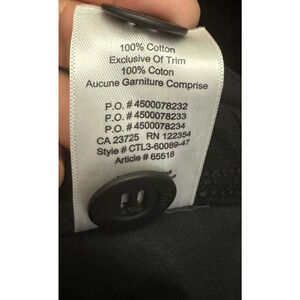 100% Cotton
Exclusive Of Trim
100% Coton
Aucune Garniture Comprise
P.O. # 4500078232
P.O. # 4500078233
P.O. # 4500078234
CA 23725 RN 122354
Style # CTL3-60089-47
Article # 65518